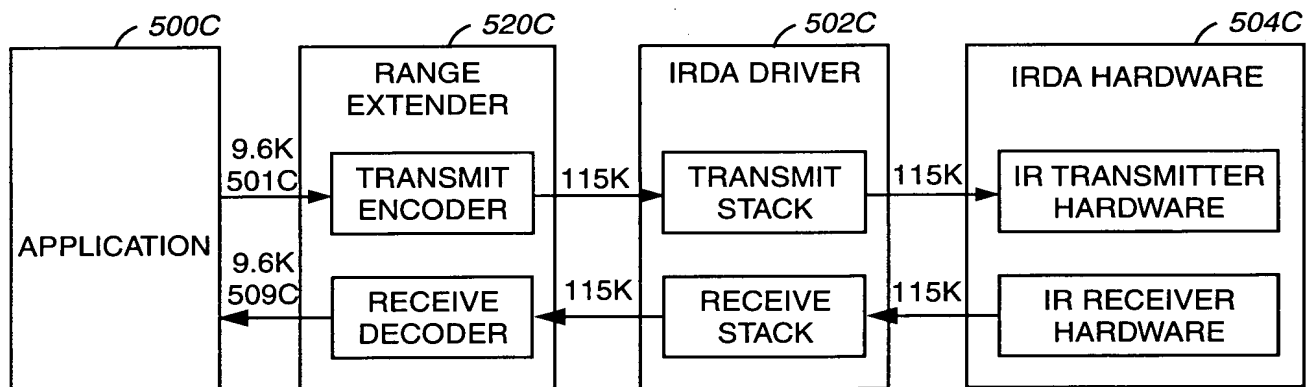 500C
520C
502C
504C
RANGE
EXTENDER
IRDA DRIVER
IRDA HARDWARE
9.6K
501C
TRANSMIT
ENCODER
115K
TRANSMIT
STACK
115K
IR TRANSMITTER
HARDWARE
APPLICATION
9.6K
509C
RECEIVE
DECODER
115K
RECEIVE
STACK
115K
IR RECEIVER
HARDWARE